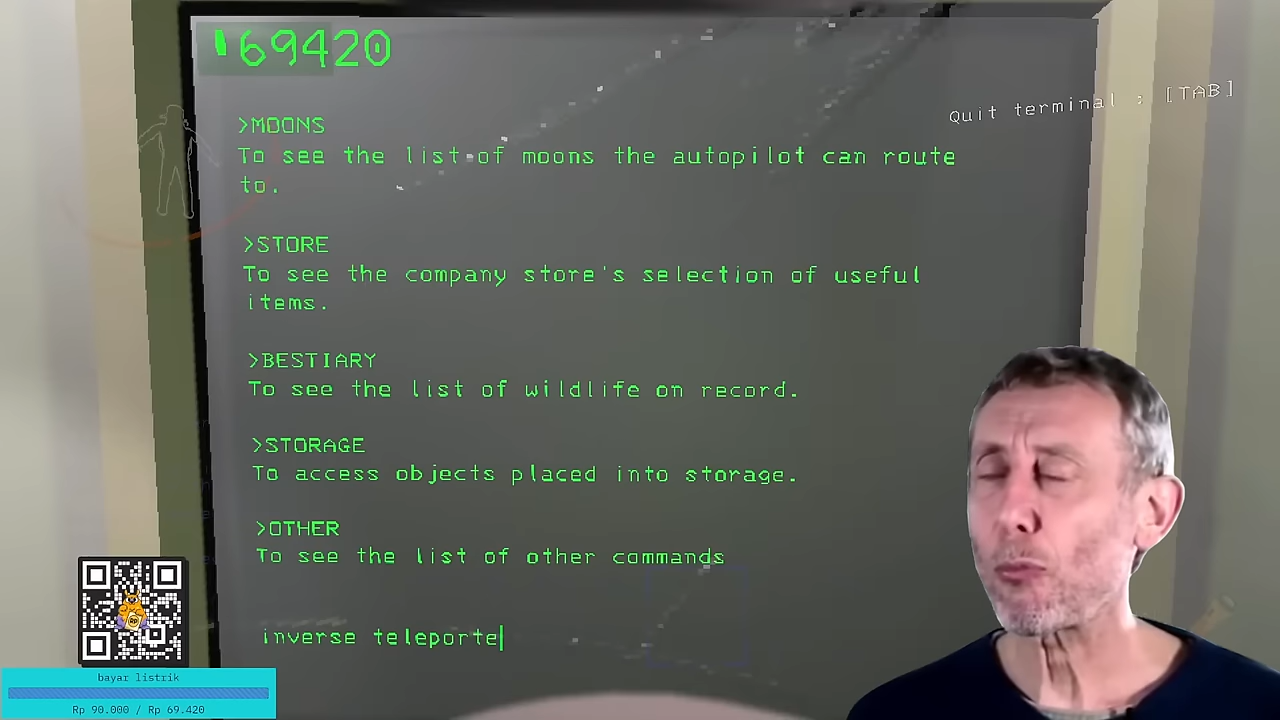 69420
Quit terminal : [TAB]
>MOONS
To see the list of moons the autopilot can route
to.
>STORE
To see the company store's selection of useful
items.
>BESTIARY
To see the list of wildlife on record.
>STORAGE
To access objects placed into storage.
>OTHER
To see the list of other commands
inverse teleporte
bayar listrik
Rp 90.000 / Rp 69.420